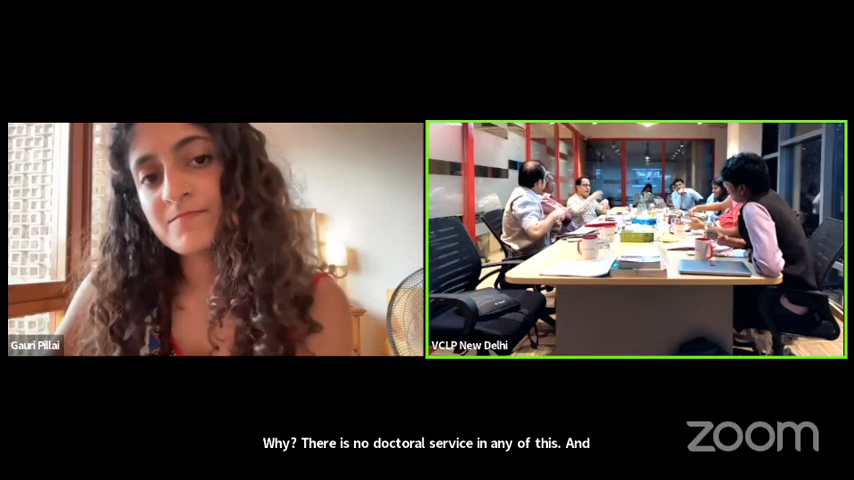 Gauri Pillai
VCLP New Delhi
Why? There is no doctoral service in any of this. And
zoom